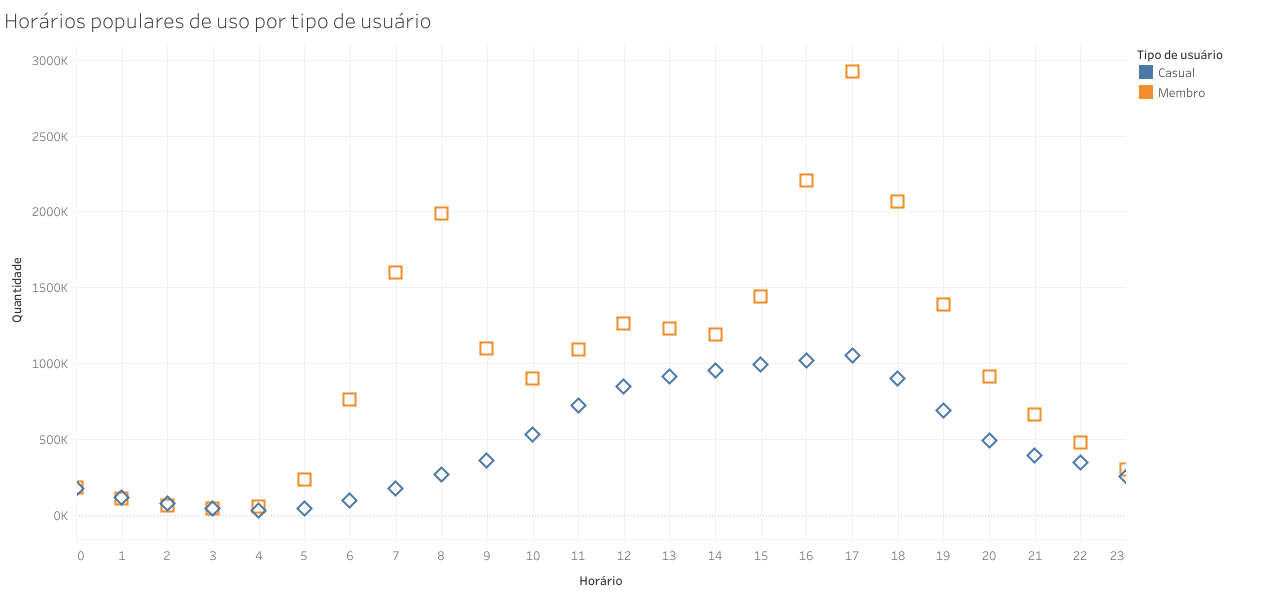 Horários populares de uso por tipo de usuário
Tipo de usuário
Casual
Membro
3000K
2500K
2000K
1500K
1000K
500K
0K
Quantidade
0 1 2 3 4 5 6 7 8 9 10 11 12 13 14 15 16 17 18 19 20 21 22 23
Horário